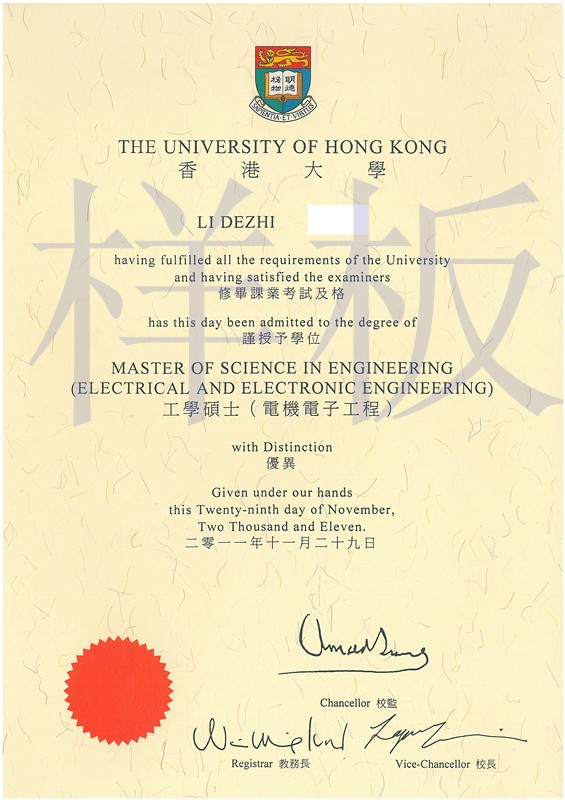 格物 明德
SAPIENTIA·ET·VIRTUS
THE UNIVERSITY OF HONG KONG
香港大學
LI DEZHI
having fulfilled all the requirements of the University
and having satisfied the examiners
修畢課業考試及格
has this day been admitted to the degree of
謹授予學位
MASTER OF SCIENCE IN ENGINEERING
(ELECTRICAL AND ELECTRONIC ENGINEERING)
工學碩士(電機電子工程)
with Distinction
優異
Given under our hands
this Twenty-ninth day of November,
Two Thousand and Eleven.
二零一一年十一月二十九日
样板
Chancellor 校監
Registrar 教務長
Vice-Chancellor 校長